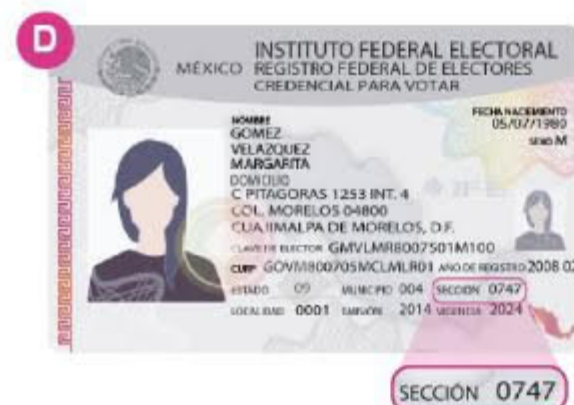 D
INSTITUTO FEDERAL ELECTORAL
MÉXICO REGISTRO FEDERAL DE ELECTORES
CREDENCIAL PARA VOTAR
NOMBRE
GOMEZ
VELAZQUEZ
MARGARITA
FECHA NACIMIENTO
05/07/1980
SEXO M
DOMICILIO
C PITAGORAS 1253 INT. 4
COL. MORELOS 04800
CUAJIMALPA DE MORELOS, D.F.
CLAVE DE ELECTOR GMVLMR8007501M100
CURP GOVM800705MCLMLR01 AÑO DE REGISTRO 2008 02
ESTADO 09 MUNICIPIO 004 SECCIÓN 0747
LOCALIDAD 0001 EMISIÓN 2014 VIGENCIA 2024
SECCIÓN 0747